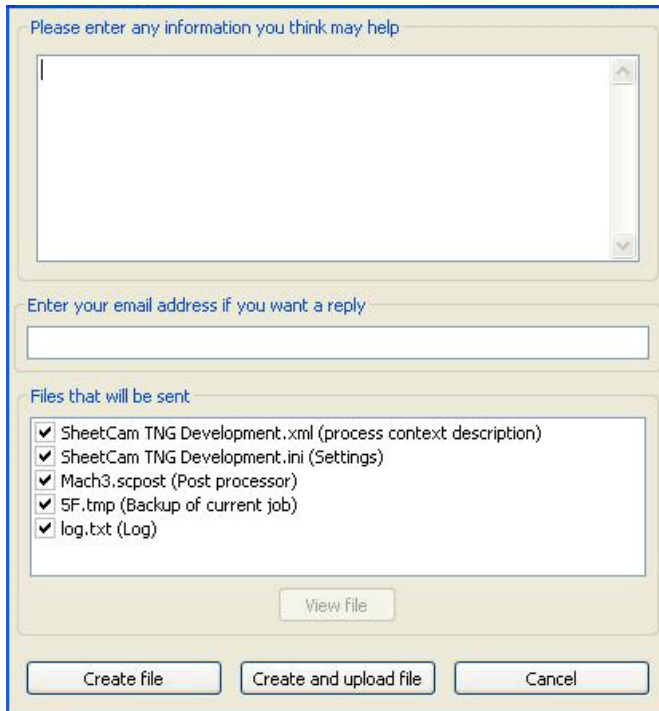 Please enter any information you think may help
Enter your email address if you want a reply
Files that will be sent
SheetCam TNG Development.xml (process context description)
SheetCam TNG Development.ini (Settings)
Mach3.scpost (Post processor)
5F.tmp (Backup of current job)
log.txt (Log)
View file
Create file
Create and upload file
Cancel